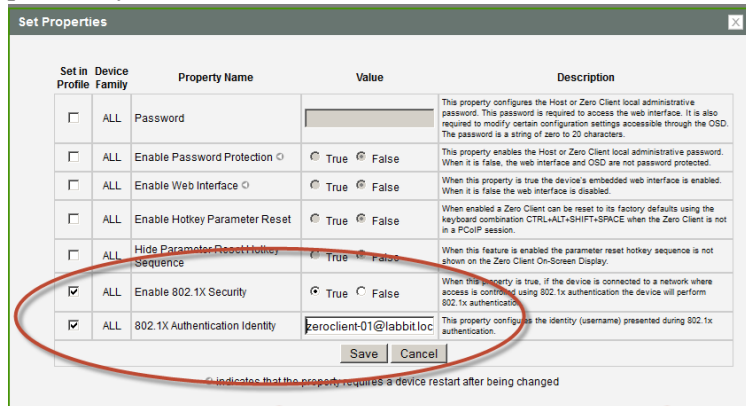 Set Properties
X
Set in Profile
Device Family
Property Name
Value
Description
ALL
Password
This property configures the Host or Zero Client local administrative
password. This password is required to access the web interface. It is also
required to modify certain configuration settings accessible through the OSD.
The password is a string of zero to 20 characters.
ALL
Enable Password Protection
True False
This property enables the Host or Zero Client local administrative password.
When it is false, the web interface and OSD are not password protected.
ALL
Enable Web Interface
True False
When this property is true the device's embedded web interface is enabled.
When it is false the web interface is disabled.
ALL
Enable Hotkey Parameter Reset
True False
When enabled a Zero Client can be reset to its factory defaults using the
keyboard combination CTRL+ALT+SHIFT+SPACE when the Zero Client is not
in a PCoIP session.
ALL
Hide Parameter Reset Hotkey
Sequence
True False
When this feature is enabled the parameter reset hotkey sequence is not
shown on the Zero Client On-Screen Display.
ALL
Enable 802.1X Security
True False
When this property is true, if the device is connected to a network where
access is controlled using 802.1x authentication the device will perform
802.1x authentication.
ALL
802.1X Authentication Identity
zeroclient-01@labbit.loc
This property configures the identity (username) presented during 802.1x
authentication.
Save Cancel
indicates that the property requires a device restart after being changed